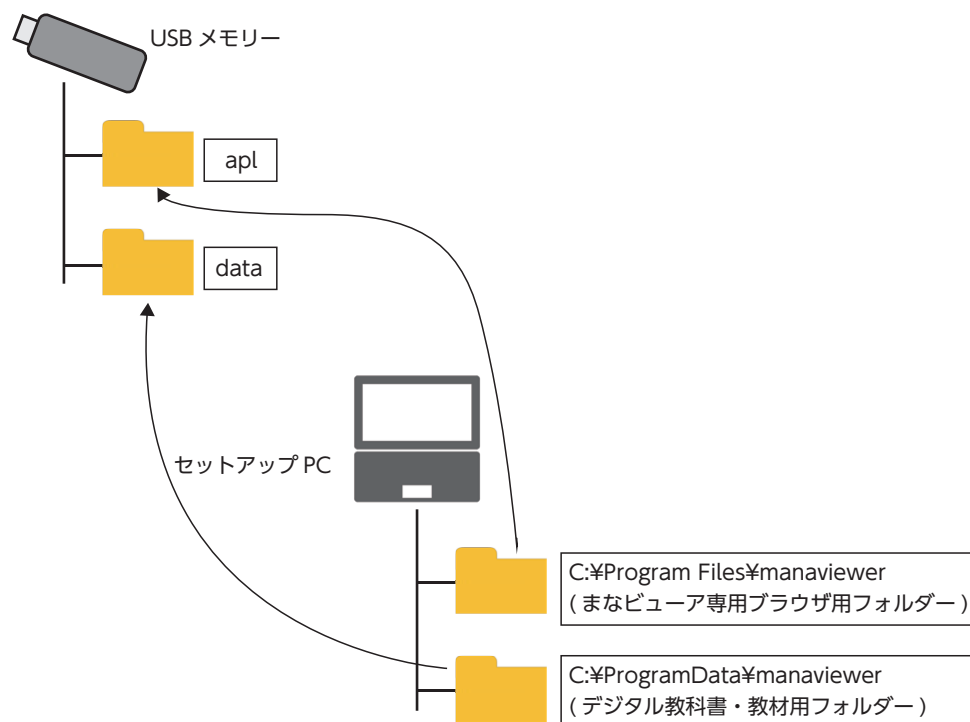 USB メモリー
apl
data
セットアップ PC
C:¥Program Files¥manaviewer
( まなビューア専用ブラウザ用フォルダー )
C:¥ProgramData¥manaviewer
( デジタル教科書・教材用フォルダー )